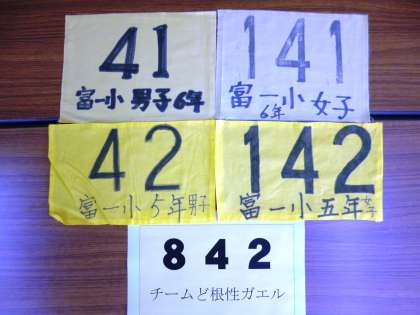 41
富一小 男子6年
141
富一小 女子
6年
42
富一小5年男子
142
富一小五年女子
842
チームど根性ガエル